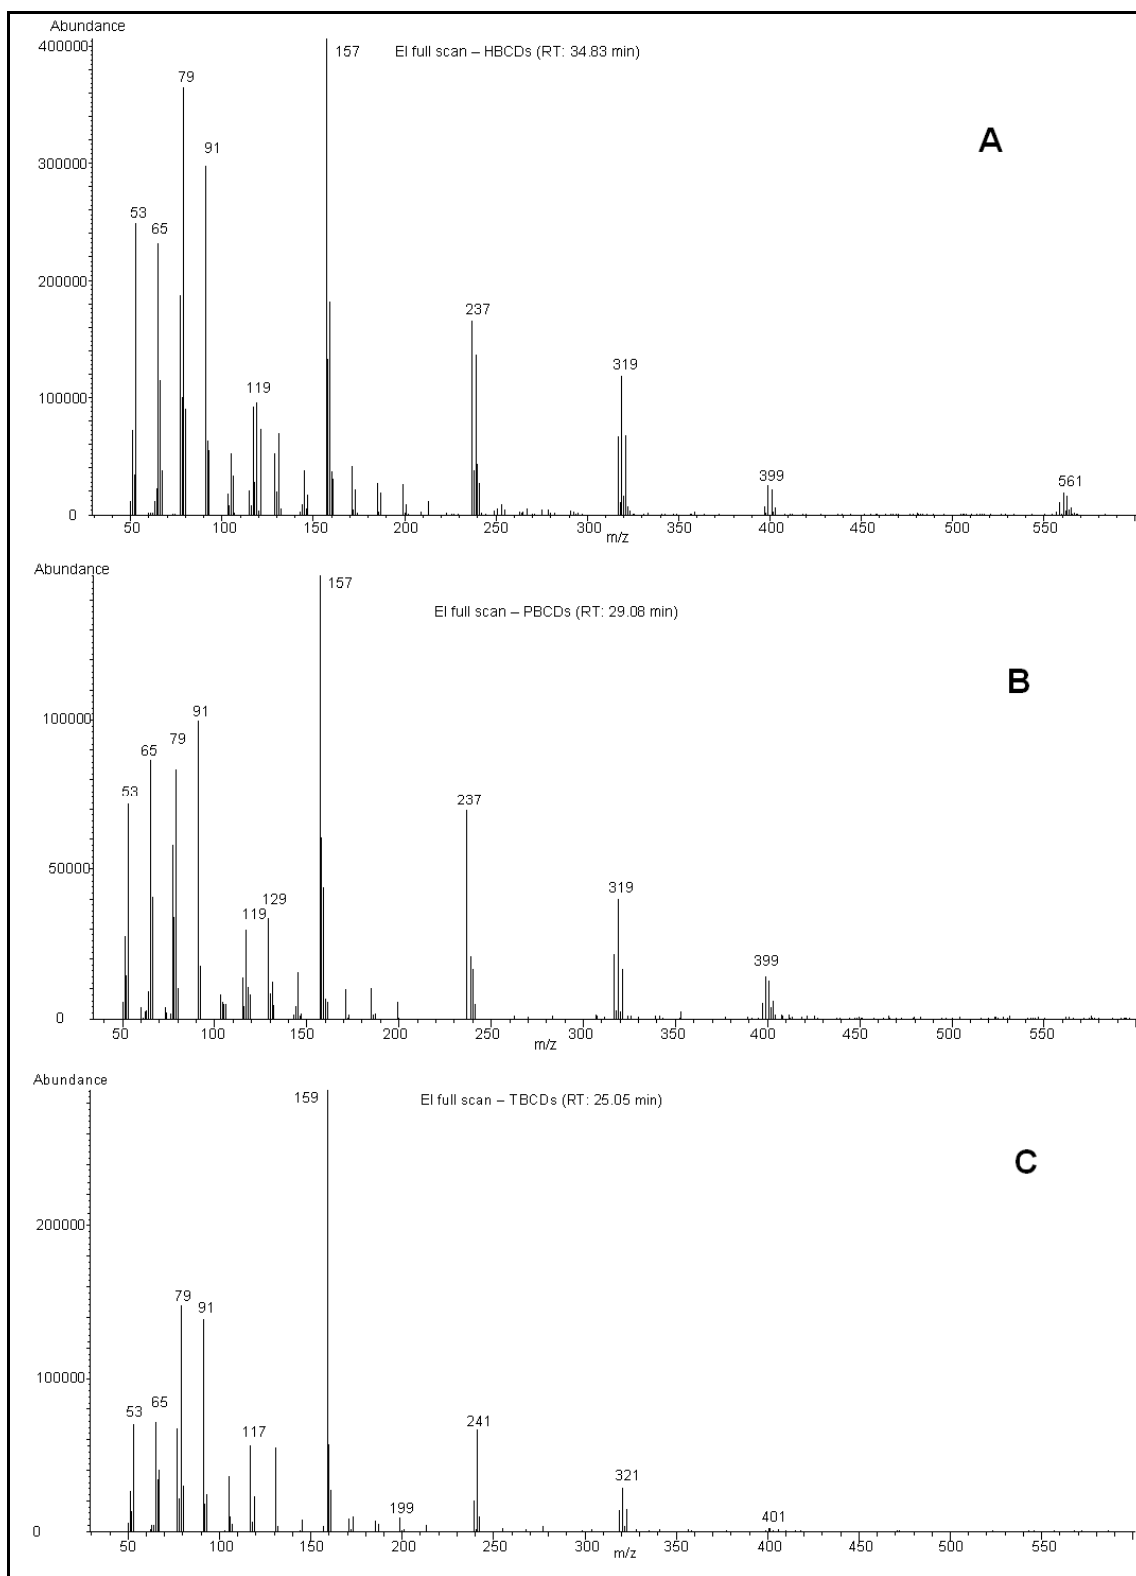 Abundance
400000
157
EI full scan – HBCDs (RT: 34.83 min)
79
A
91
300000
53
65
200000
237
319
119
100000
399
561
0
50 100 150 200 250 300 350 400 450 500 550
m/z
Abundance
157
EI full scan – PBCDs (RT: 29.08 min)
B
100000
91
79
65
53
237
50000
129
119
319
399
0
50 100 150 200 250 300 350 400 450 500 550
m/z
Abundance
159
EI full scan – TBCDs (RT: 25.05 min)
C
200000
79
91
100000
53
65
117
241
321
199
401
0
50 100 150 200 250 300 350 400 450 500 550
m/z